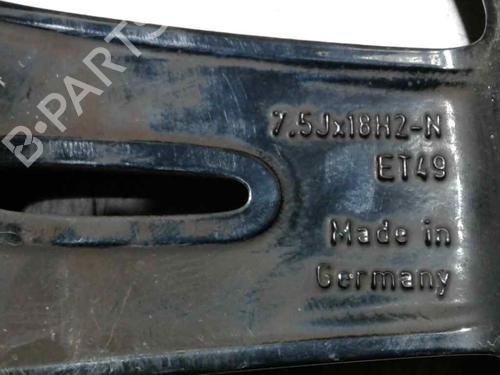 B-PARTS
7.5Jx18H2-N
ET49
Made in
Germany